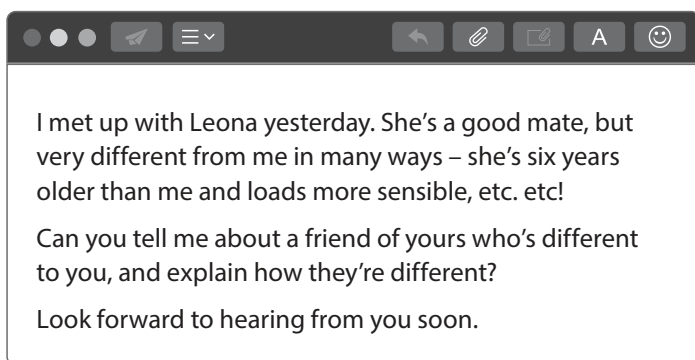 A
I met up with Leona yesterday. She’s a good mate, but
very different from me in many ways – she’s six years
older than me and loads more sensible, etc. etc!
Can you tell me about a friend of yours who’s different
to you, and explain how they’re different?
Look forward to hearing from you soon.